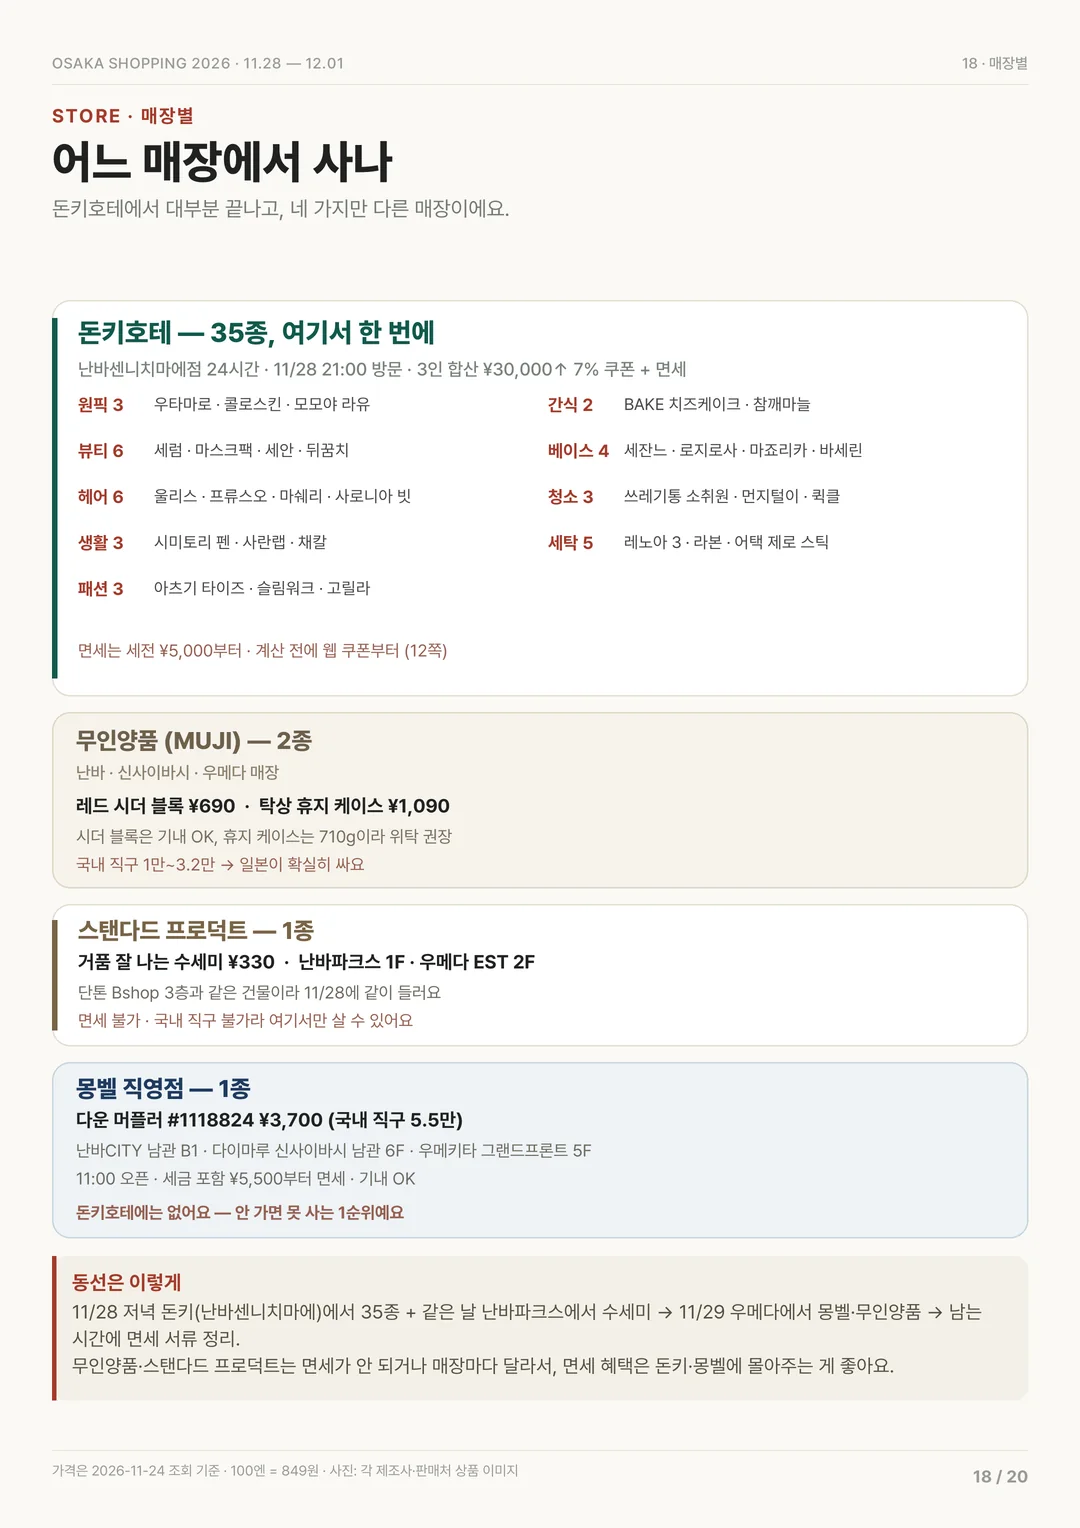 OSAKA SHOPPING 2026 · 11.28 — 12.01
18 · 매장별
STORE · 매장별
어느 매장에서 사나
돈키호테에서 대부분 끝나고, 네 가지만 다른 매장이에요.
돈키호테 — 35종, 여기서 한 번에
난바센니치마에점 24시간 · 11/28 21:00 방문 · 3인 합산 ¥30,000↑ 7% 쿠폰 + 면세
원픽 3 우타마로 · 콜로스킨 · 모모야 라유
간식 2 BAKE 치즈케이크 · 참깨마늘
뷰티 6 세럼 · 마스크팩 · 세안 · 뒤꿈치
베이스 4 세잔느 · 로지로사 · 마죠리카 · 바세린
헤어 6 울리스 · 프류스오 · 마쉐리 · 사로니아 빗
청소 3 쓰레기통 소취원 · 먼지털이 · 퀵클
생활 3 시미토리 펜 · 사란랩 · 채칼
세탁 5 레노아 3 · 라본 · 어택 제로 스틱
패션 3 아츠기 타이즈 · 슬림워크 · 고릴라
면세는 세전 ¥5,000부터 · 계산 전에 웹 쿠폰부터 (12쪽)
무인양품 (MUJI) — 2종
난바 · 신사이바시 · 우메다 매장
레드 시더 블록 ¥690 · 탁상 휴지 케이스 ¥1,090
시더 블록은 기내 OK, 휴지 케이스는 710g이라 위탁 권장
국내 직구 1만~3.2만 → 일본이 확실히 싸요
스탠다드 프로덕트 — 1종
거품 잘 나는 수세미 ¥330 · 난바파크스 1F · 우메다 EST 2F
단톤 Bshop 3층과 같은 건물이라 11/28에 같이 들러요
면세 불가 · 국내 직구 불가라 여기서만 살 수 있어요
몽벨 직영점 — 1종
다운 머플러 #1118824 ¥3,700 (국내 직구 5.5만)
난바CITY 남관 B1 · 다이마루 신사이바시 남관 6F · 우메키타 그랜드프론트 5F
11:00 오픈 · 세금 포함 ¥5,500부터 면세 · 기내 OK
돈키호테에는 없어요 — 안 가면 못 사는 1순위예요
동선은 이렇게
11/28 저녁 돈키(난바센니치마에)에서 35종 + 같은 날 난바파크스에서 수세미 → 11/29 우메다에서 몽벨·무인양품 → 남는
시간에 면세 서류 정리.
무인양품·스탠다드 프로덕트는 면세가 안 되거나 매장마다 달라서, 면세 혜택은 돈키·몽벨에 몰아주는 게 좋아요.
가격은 2026-11-24 조회 기준 · 100엔 = 849원 · 사진: 각 제조사·판매처 상품 이미지
18 / 20